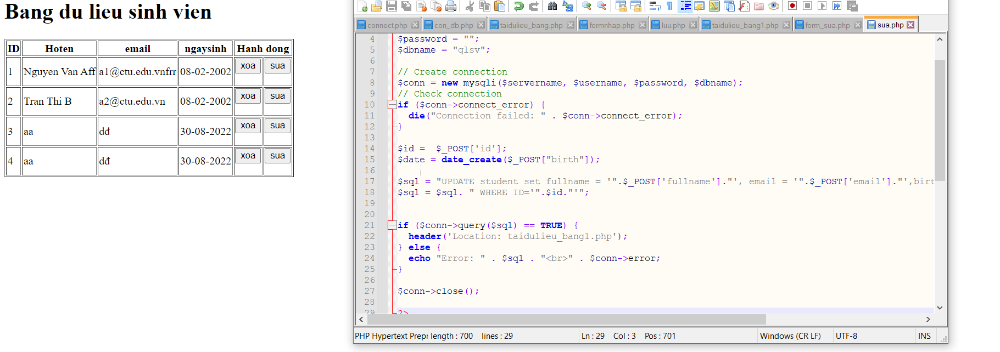 Bang du lieu sinh vien
ID Hoten email ngaysinh Hanh dong
1 Nguyen Van Aff a1@ctu.edu.vnfrr 08-02-2002 xoa sua
2 Tran Thi B a2@ctu.edu.vn 08-02-2002 xoa sua
3 aa dđ 30-08-2022 xoa sua
4 aa dđ 30-08-2022 xoa sua
connect.php con_db.php taidulieu_bang.php formnhap.php luu.php taidulieu_bang1.php form_sua.php sua.php
4 $password = "";
5 $dbname = "qlsv";
6
7 // Create connection
8 $conn = new mysqli($servername, $username, $password, $dbname);
9 // Check connection
10 if ($conn->connect_error) {
11 die("Connection failed: " . $conn->connect_error);
12 }
13
14 $id =  $_POST['id'];
15 $date = date_create($_POST["birth"]);
16
17 $sql = "UPDATE student set fullname = '".$_POST['fullname']."', email = '".$_POST['email']."',birt
18 $sql = $sql. " WHERE ID='".$id."'";
19
20
21 if ($conn->query($sql) == TRUE) {
22 header('Location: taidulieu_bang1.php');
23 } else {
24 echo "Error: " . $sql . "<br>" . $conn->error;
25 }
26
27 $conn->close();
28
29 ?>
PHP Hypertext Prepr length : 700 lines : 29 Ln : 29 Col : 3 Pos : 701 Windows (CR LF) UTF-8 INS